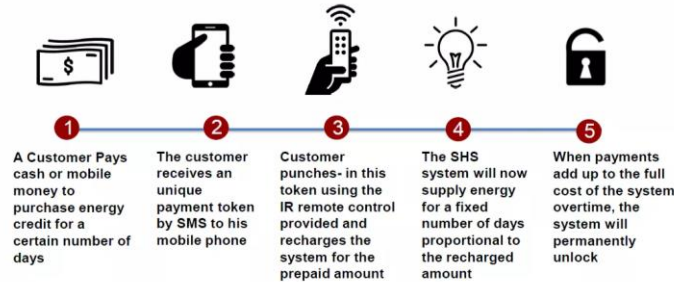 $
1
2
3
4
5
A Customer Pays
cash or mobile
money to
purchase energy
credit for a
certain number of
days
The customer
receives an
unique
payment token
by SMS to his
mobile phone
Customer
punches- in this
token using the
IR remote control
provided and
recharges the
system for the
prepaid amount
The SHS
system will now
supply energy
for a fixed
number of days
proportional to
the recharged
amount
When payments
add up to the full
cost of the system
overtime, the
system will
permanently
unlock